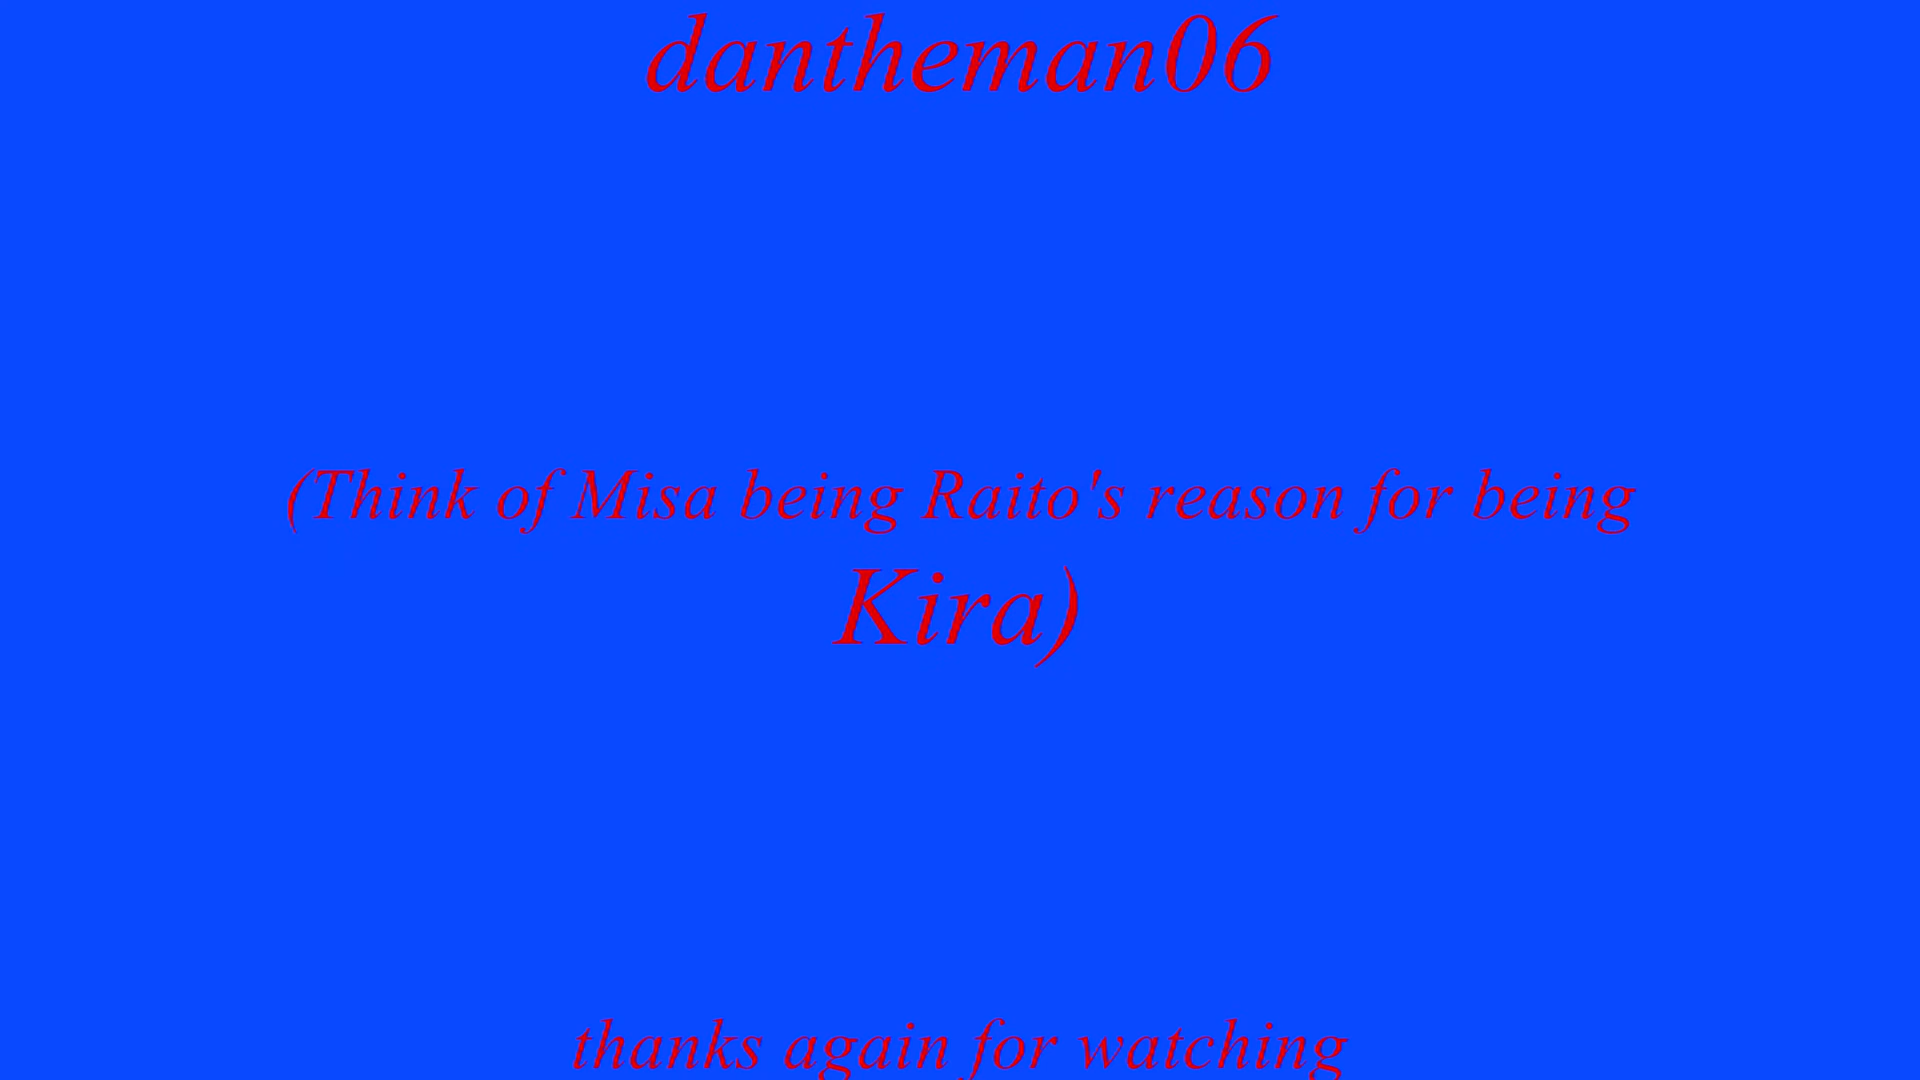 dantheman06
(Think of Misa being Raito's reason for being
Kira)
thanks again for watching